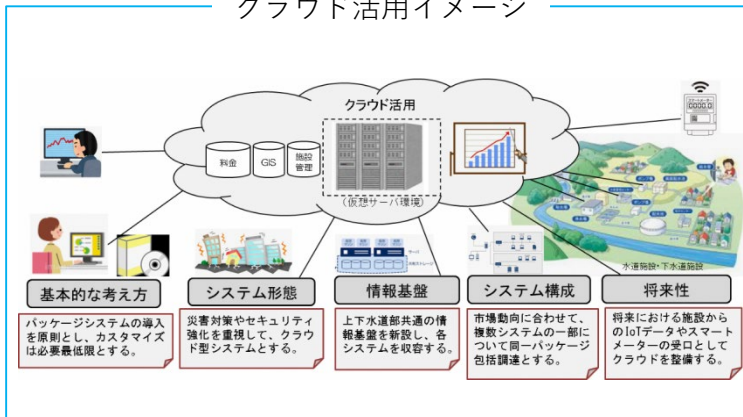 クラウド活用イメージ
クラウド活用
料金
GIS
施設
管理
(仮想サーバ環境)
水道施設・下水道施設
基本的な考え方
パッケージシステムの導入
を原則とし、カスタマイズ
は必要最低限とする。
システム形態
災害対策やセキュリティ
強化を重視して、クラウ
ド型システムとする。
情報基盤
上下水道部共通の情
報基盤を新設し、各
システムを収容する。
システム構成
市場動向に合わせて、
複数システムの一部に
ついて同一パッケージ
包括調達とする。
将来性
将来における施設から
のIoTデータやスマート
メーターの受口として
クラウドを整備する。